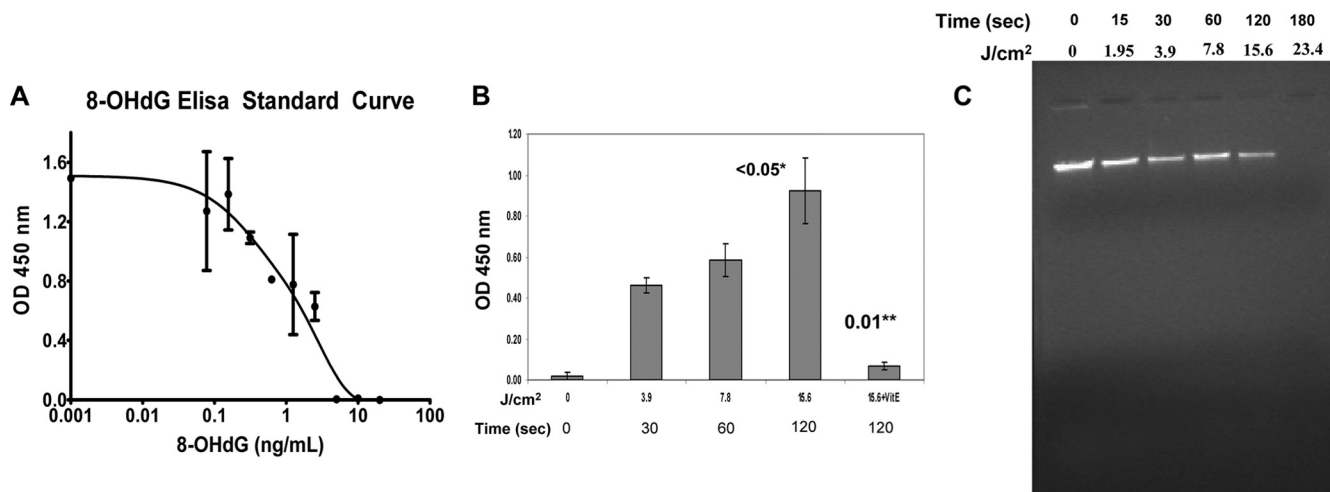 A
8-OHdG Elisa Standard Curve
OD 450 nm
1.6
1.2
0.8
0.4
0.0
0.001 0.01 0.1 1 10 100
8-OHdG (ng/mL)
B
OD 450 nm
1.20
1.00
0.80
0.60
0.40
0.20
0.00
<0.05*
0.01**
J/cm² 0 3.9 7.8 15.6 15.6+VitE
Time (sec) 0 30 60 120 120
C
Time (sec) 0 15 30 60 120 180
J/cm² 0 1.95 3.9 7.8 15.6 23.4